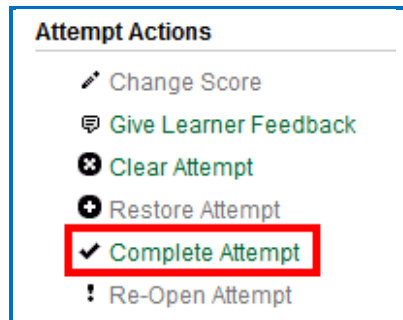 Attempt Actions
Change Score
Give Learner Feedback
Clear Attempt
Restore Attempt
Complete Attempt
Re-Open Attempt